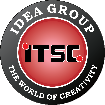 IDEA GROUP
ITSC
THE WORLD OF CREATIVITY